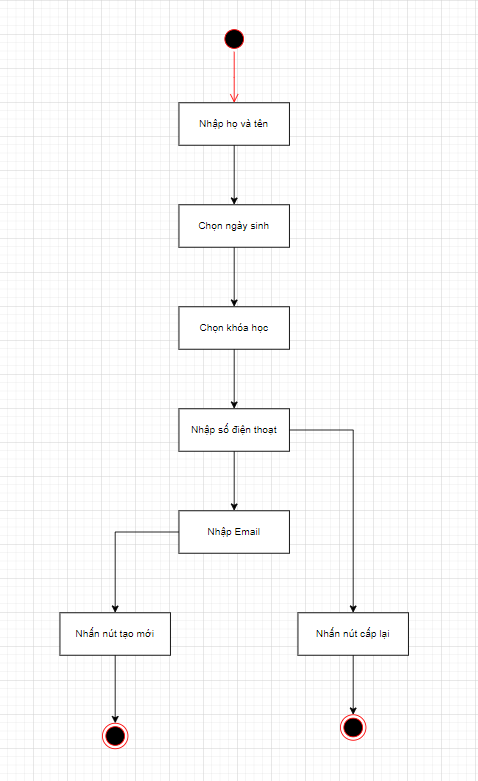 Nhập họ và tên
Chọn ngày sinh
Chọn khóa học
Nhập số điện thoạt
Nhập Email
Nhấn nút tạo mới
Nhấn nút cấp lại